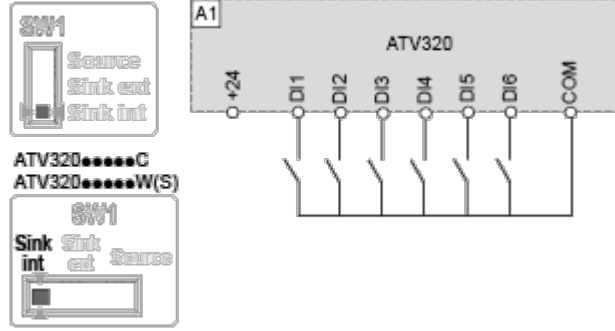 SW1
Source
Sink ext
Sink int
ATV320●●●●●C
ATV320●●●●●W(S)
SW1
Sink int
Sink ext
Source
A1
ATV320
+24
DI1
DI2
DI3
DI4
DI5
DI6
COM